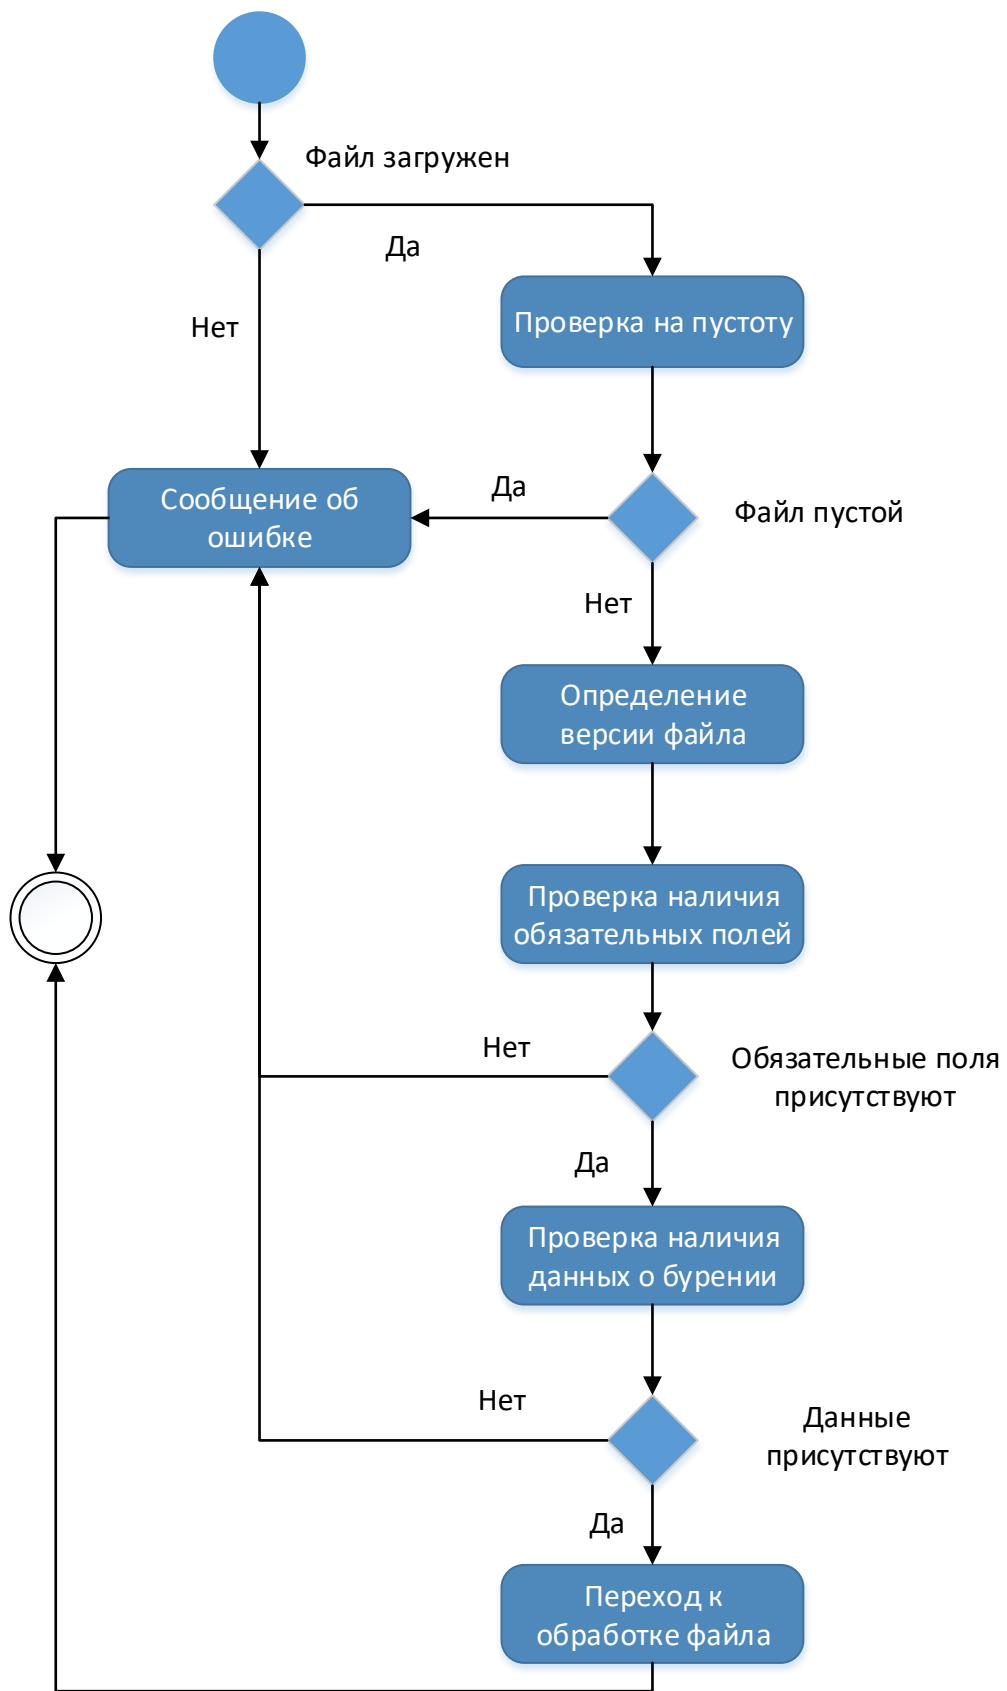 Файл загружен
Да
Нет
Проверка на пустоту
Сообщение об
ошибке
Да
Файл пустой
Нет
Определение
версии файла
Проверка наличия
обязательных полей
Нет
Обязательные поля
присутствуют
Да
Проверка наличия
данных о бурении
Нет
Данные
присутствуют
Да
Переход к
обработке файла